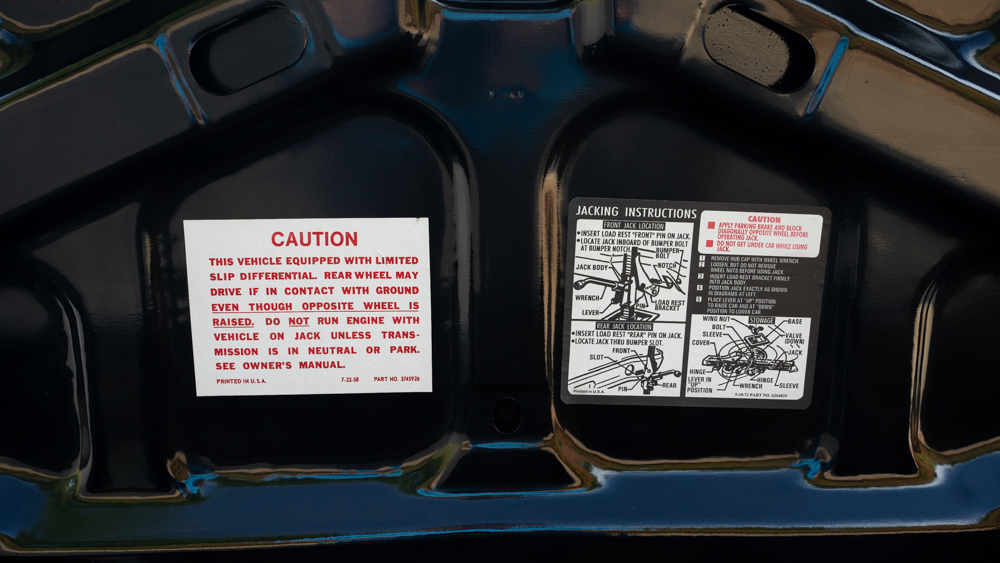 CAUTION
THIS VEHICLE EQUIPPED WITH LIMITED
SLIP DIFFERENTIAL. REAR WHEEL MAY
DRIVE IF IN CONTACT WITH GROUND
EVEN THOUGH OPPOSITE WHEEL IS
RAISED. DO NOT RUN ENGINE WITH
VEHICLE ON JACK UNLESS TRANS-
MISSION IS IN NEUTRAL OR PARK.
SEE OWNER'S MANUAL.
PRINTED IN U.S.A. 7-22-58 PART NO. 3745926
JACKING INSTRUCTIONS
FRONT JACK LOCATION
•INSERT LOAD REST "FRONT" PIN ON JACK.
•LOCATE JACK INBOARD OF BUMPER BOLT
AT BUMPER NOTCH
BUMPER
BOLT
NOTCH
JACK BODY
WRENCH
PIN
LOAD REST
BRACKET
LEVER
REAR JACK LOCATION
•INSERT LOAD REST "REAR" PIN ON JACK.
•LOCATE JACK THRU BUMPER SLOT.
FRONT
SLOT
PIN
REAR
Printed in U.S.A.
CAUTION
APPLY PARKING BRAKE AND BLOCK
DIAGONALLY OPPOSITE WHEEL BEFORE
OPERATING JACK.
DO NOT GET UNDER CAR WHILE USING
JACK.
1 REMOVE HUB CAP WITH WHEEL WRENCH.
2 LOOSEN, BUT DO NOT REMOVE
WHEEL NUTS BEFORE USING JACK
3 INSERT LOAD REST BRACKET FIRMLY
INTO JACK BODY.
4 POSITION JACK EXACTLY AS SHOWN
IN DIAGRAMS AT LEFT
5 PLACE LEVER AT "UP" POSITION
TO RAISE CAR AND AT "DOWN"
POSITION TO LOWER CAR.
STOWAGE
WING NUT
BASE
BOLT
SLEEVE
VALVE
(DOWN)
COVER
JACK
HINGE
HINGE
LEVER IN
"UP"
POSITION
WRENCH
SLEEVE